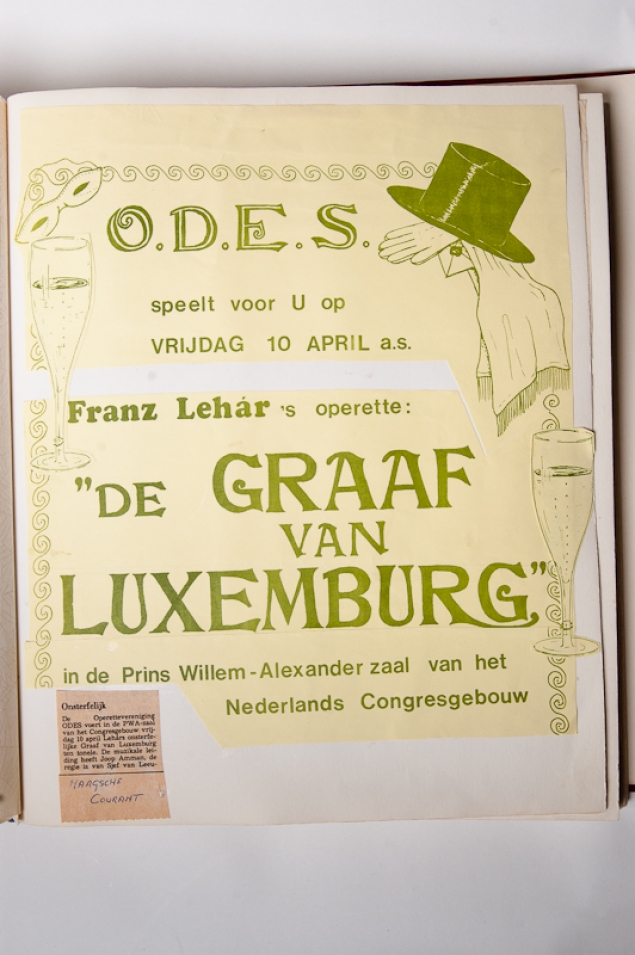 O.D.E.S.
speelt voor U op
VRIJDAG 10 APRIL a.s.
Franz Lehár 's operette:
"DE GRAAF
VAN
LUXEMBURG."
in de Prins Willem-Alexander zaal van het
Nederlands Congresgebouw
Onsterfelijk
De Operettevereniging
ODES voert in de PWA-zaal
van het Congresgebouw vrij-
dag 10 april Lehárs onsterfe-
lijke Graaf van Luxemburg
ten tonele. De muzikale lei-
ding heeft Joop Amman, de
regie is van Sjef van Leeu-
HAAGSCHE
COURANT